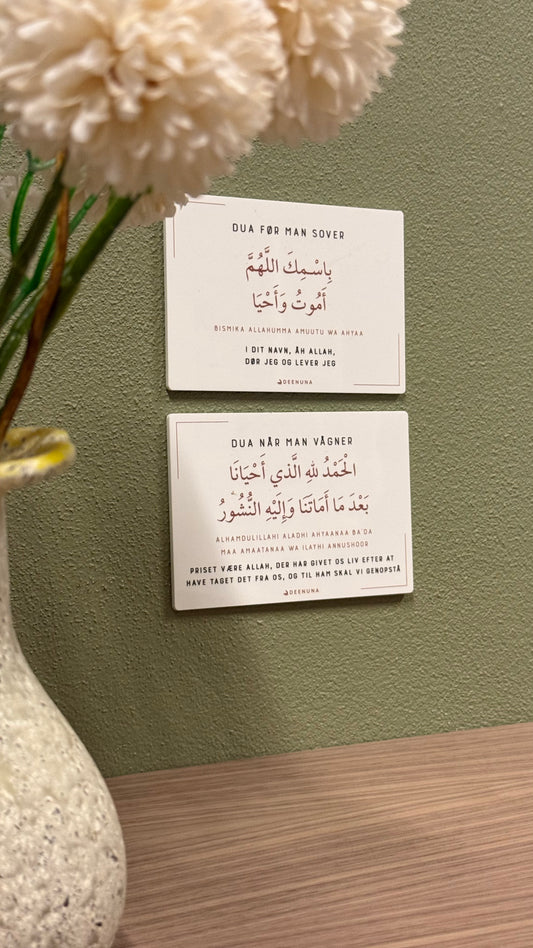 DUA FØR MAN SOVER
بِاسْمِكَ اللَّهُمَّ
أَمُوتُ وَأَحْيَا
BISMIKA ALLAHUMMA AMUUTU WA AHYAA
I DIT NAVN, ÅH ALLAH,
DØR JEG OG LEVER JEG
DEENUNA
DUA NÅR MAN VÅGNER
الْحَمْدُ للهِ الَّذي أَحْيَانَا
بَعْدَ مَا أَمَاتَنَا وَإِلَيْهِ النُّشُورُ
ALHAMDULILLAHI ALADHI AHYAANAA BA'DA
MAA AMAATANAA WA ILAYHI ANNUSHOOR
PRISET VÆRE ALLAH, DER HAR GIVET OS LIV EFTER AT
HAVE TAGET DET FRA OS, OG TIL HAM SKAL VI GENOPSTÅ
DEENUNA